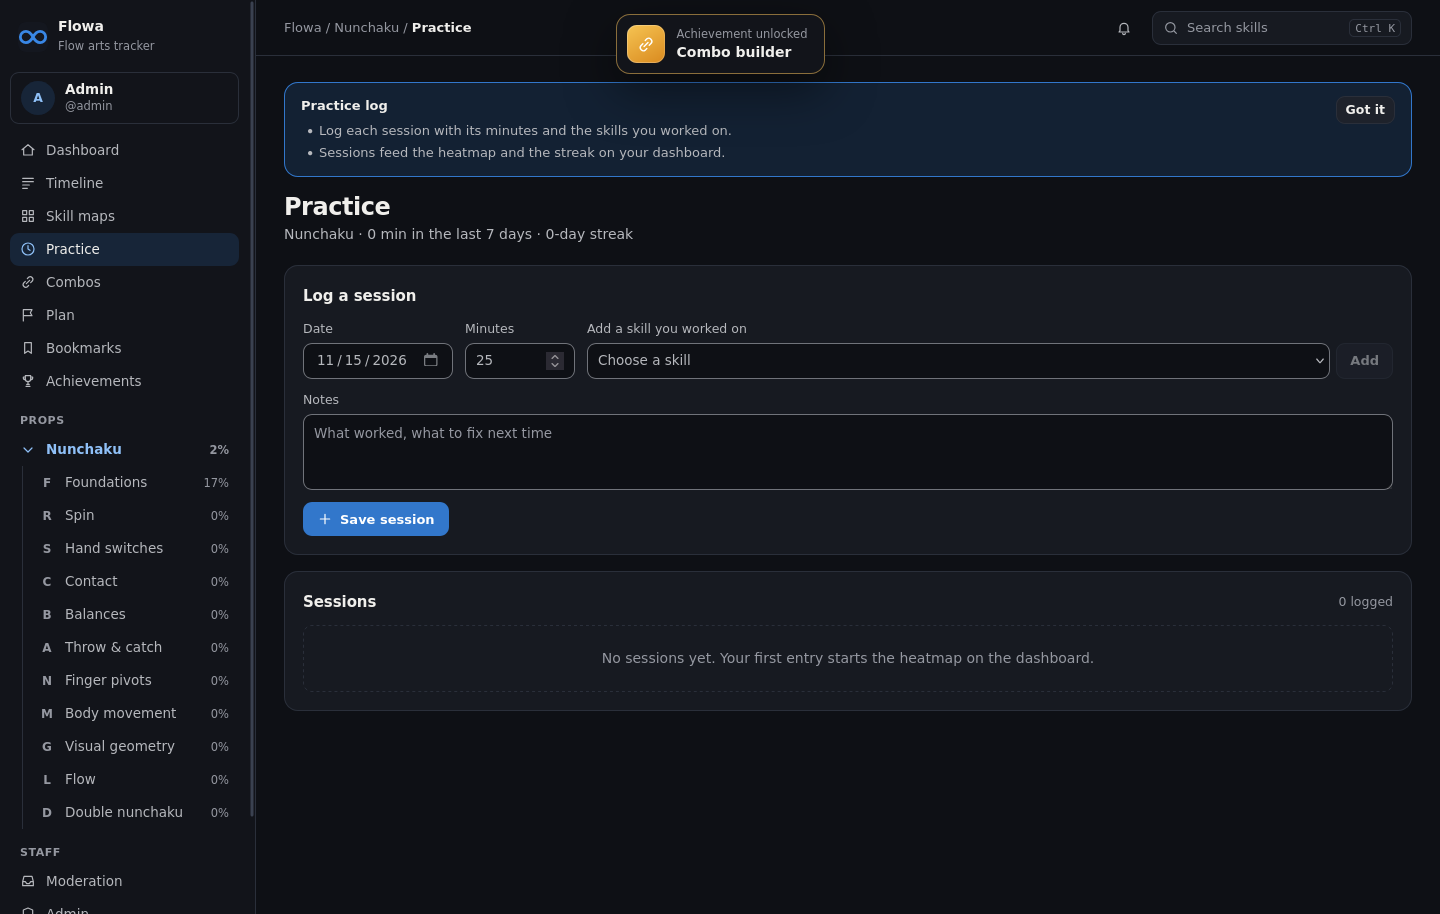 Flowa
Flow arts tracker
A
Admin
@admin
Dashboard
Timeline
Skill maps
Practice
Combos
Plan
Bookmarks
Achievements
PROPS
Nunchaku 2%
F Foundations 17%
R Spin 0%
S Hand switches 0%
C Contact 0%
B Balances 0%
A Throw & catch 0%
N Finger pivots 0%
M Body movement 0%
G Visual geometry 0%
L Flow 0%
D Double nunchaku 0%
STAFF
Moderation
Admin
Flowa / Nunchaku / Practice
Achievement unlocked
Combo builder
Search skills Ctrl K
Practice log
Got it
• Log each session with its minutes and the skills you worked on.
• Sessions feed the heatmap and the streak on your dashboard.
Practice
Nunchaku · 0 min in the last 7 days · 0-day streak
Log a session
Date Minutes Add a skill you worked on
11/15/2026 25 Choose a skill Add
Notes
What worked, what to fix next time
Save session
Sessions 0 logged
No sessions yet. Your first entry starts the heatmap on the dashboard.